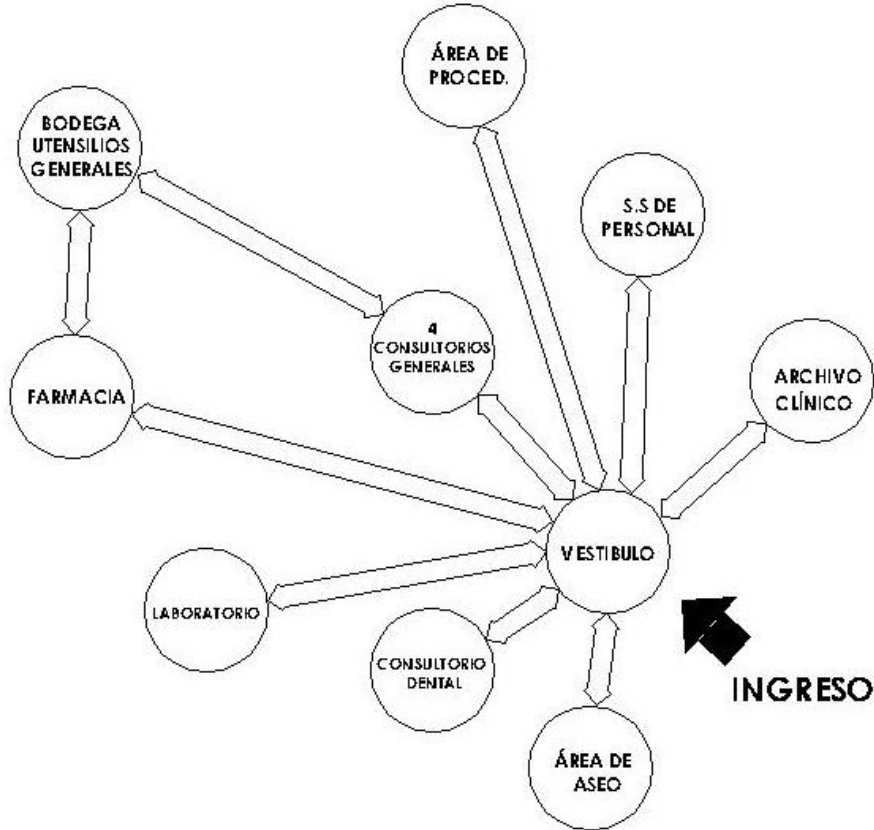 ÁREA DE
PROCED.
BODEGA
UTENSILIOS
GENERALES
S.S DE
PERSONAL
4
CONSULTORIOS
GENERALES
ARCHIVO
CLÍNICO
FARMACIA
VESTIBULO
LABORATORIO
CONSULTORIO
DENTAL
INGRESO
ÁREA DE
ASEO